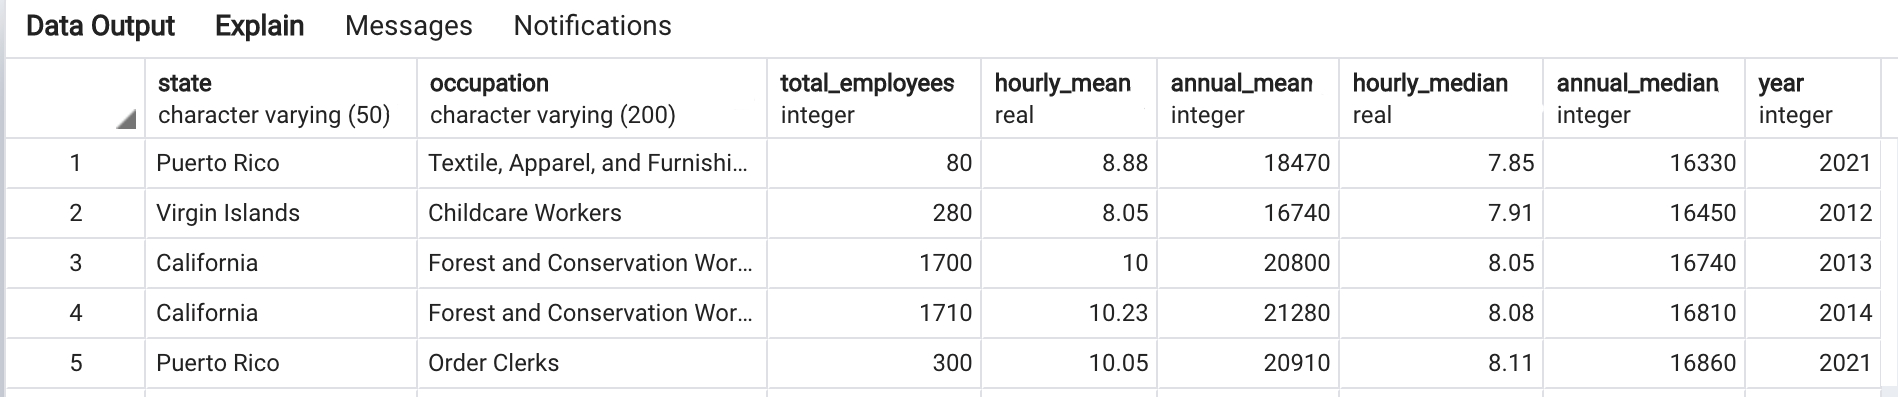 Data Output Explain Messages Notifications
state occupation total_employees hourly_mean annual_mean hourly_median annual_median year
character varying (50) character varying (200) integer real integer real integer integer
1 Puerto Rico Textile, Apparel, and Furnishi... 80 8.88 18470 7.85 16330 2021
2 Virgin Islands Childcare Workers 280 8.05 16740 7.91 16450 2012
3 California Forest and Conservation Wor... 1700 10 20800 8.05 16740 2013
4 California Forest and Conservation Wor... 1710 10.23 21280 8.08 16810 2014
5 Puerto Rico Order Clerks 300 10.05 20910 8.11 16860 2021